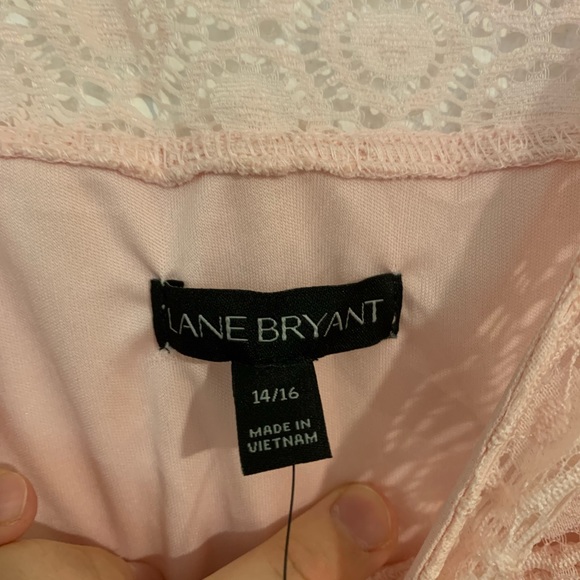 LANE BRYANT
14/16
MADE IN
VIETNAM